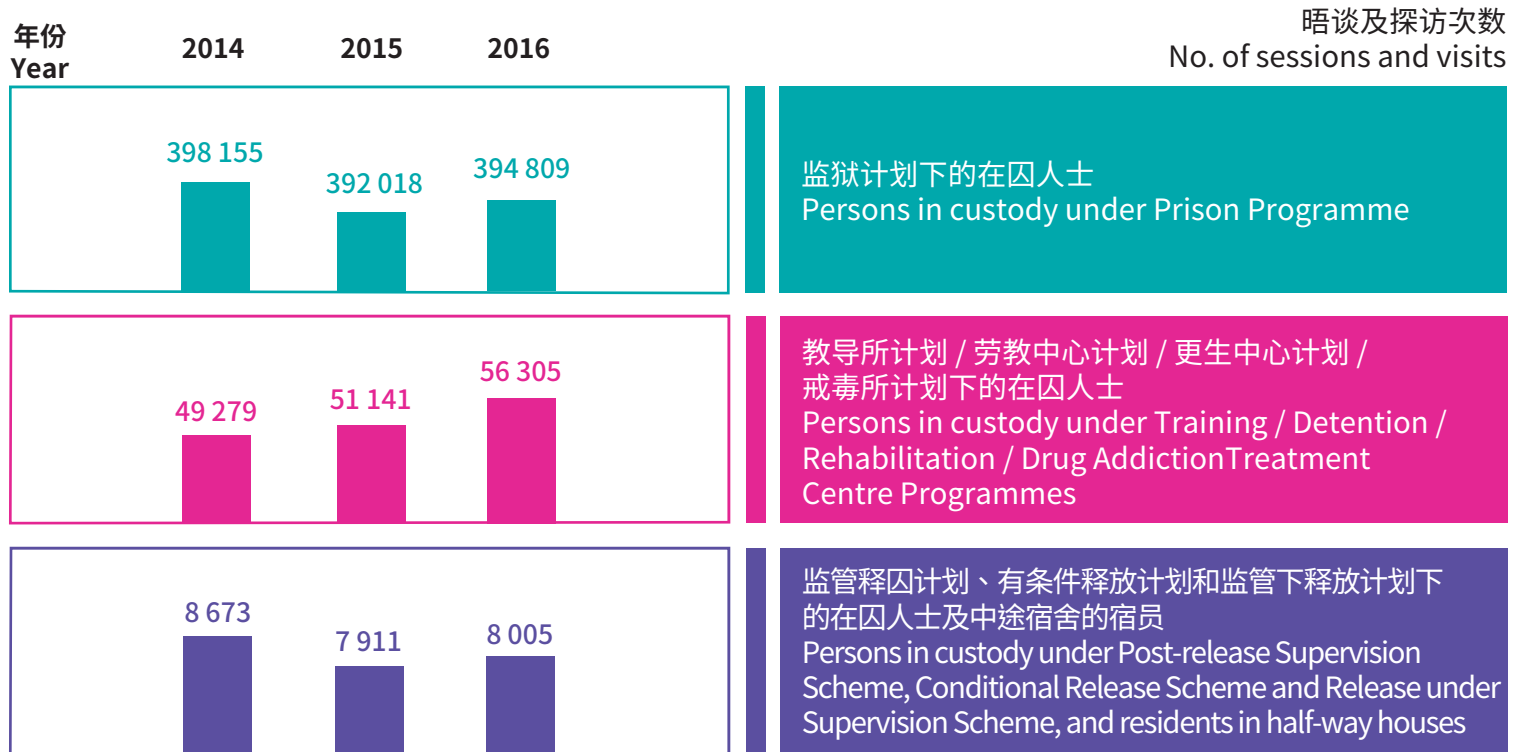 年份
Year
2014 2015 2016
晤谈及探访次数
No. of sessions and visits
398 155 392 018 394 809
监狱计划下的在囚人士
Persons in custody under Prison Programme
49 279 51 141 56 305
教导所计划 / 劳教中心计划 / 更生中心计划 /
戒毒所计划下的在囚人士
Persons in custody under Training / Detention /
Rehabilitation / Drug AddictionTreatment
Centre Programmes
8 673 7 911 8 005
监管释囚计划、有条件释放计划和监管下释放计划下
的在囚人士及中途宿舍的宿员
Persons in custody under Post-release Supervision
Scheme, Conditional Release Scheme and Release under
Supervision Scheme, and residents in half-way houses